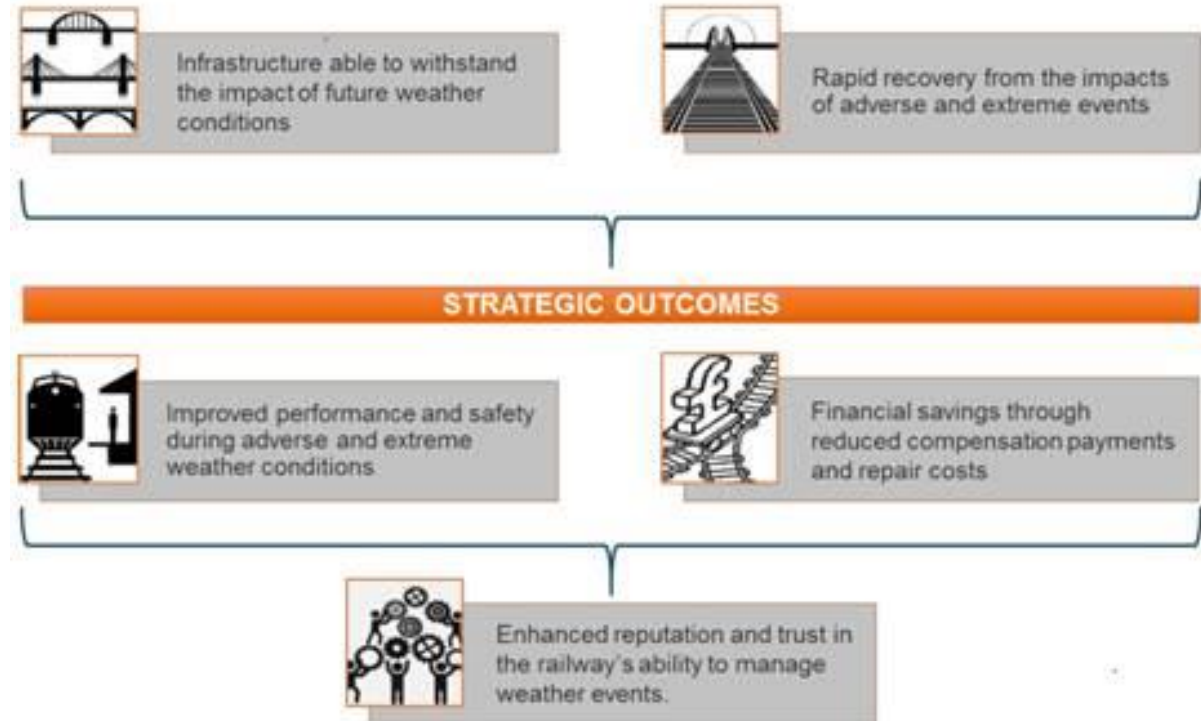 Infrastructure able to withstand
the impact of future weather
conditions
Rapid recovery from the impacts
of adverse and extreme events
STRATEGIC OUTCOMES
Improved performance and safety
during adverse and extreme
weather conditions
Financial savings through
reduced compensation payments
and repair costs
£
Enhanced reputation and trust in
the railway's ability to manage
weather events.